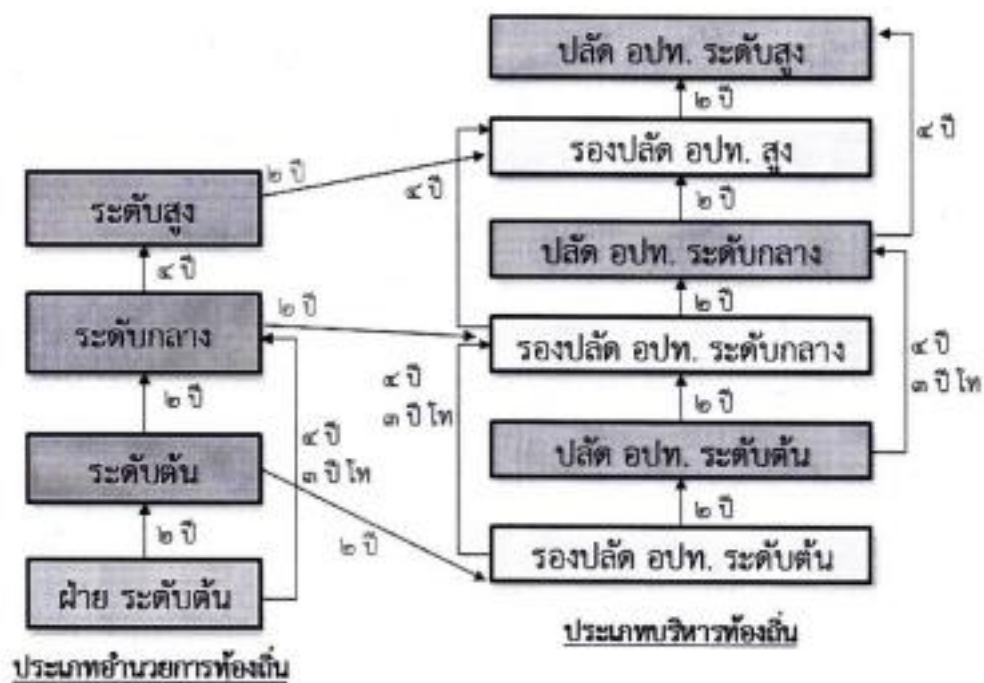 ปลัด อปท. ระดับสูง
๒ ปี
๔ ปี
รองปลัด อปท. สูง
๒ ปี
๔ ปี
ระดับสูง
๒ ปี
ปลัด อปท. ระดับกลาง
๔ ปี
๒ ปี
๒ ปี
ระดับกลาง
รองปลัด อปท. ระดับกลาง
๔ ปี
๓ ปี โท
๔ ปี
๓ ปี โท
๒ ปี
๒ ปี
ปลัด อปท. ระดับต้น
๔ ปี
๓ ปี โท
ระดับต้น
๒ ปี
๒ ปี
๒ ปี
รองปลัด อปท. ระดับต้น
ฝ่าย ระดับต้น
ประเภทบริหารท้องถิ่น
ประเภทอำนวยการท้องถิ่น